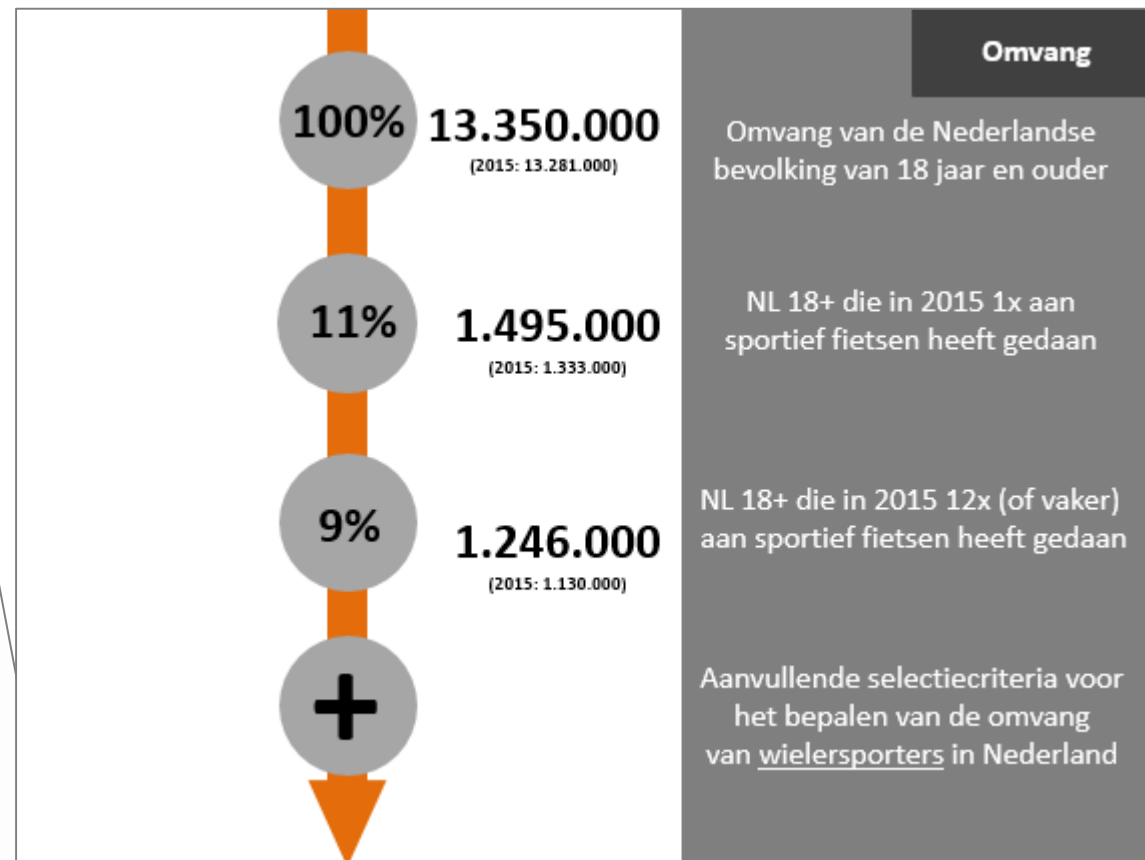 Omvang
100% 13.350.000
(2015: 13.281.000)
Omvang van de Nederlandse
bevolking van 18 jaar en ouder
11% 1.495.000
(2015: 1.333.000)
NL 18+ die in 2015 1x aan
sportief fietsen heeft gedaan
9% 1.246.000
(2015: 1.130.000)
NL 18+ die in 2015 12x (of vaker)
aan sportief fietsen heeft gedaan
+
Aanvullende selectiecriteria voor
het bepalen van de omvang
van wielersporters in Nederland